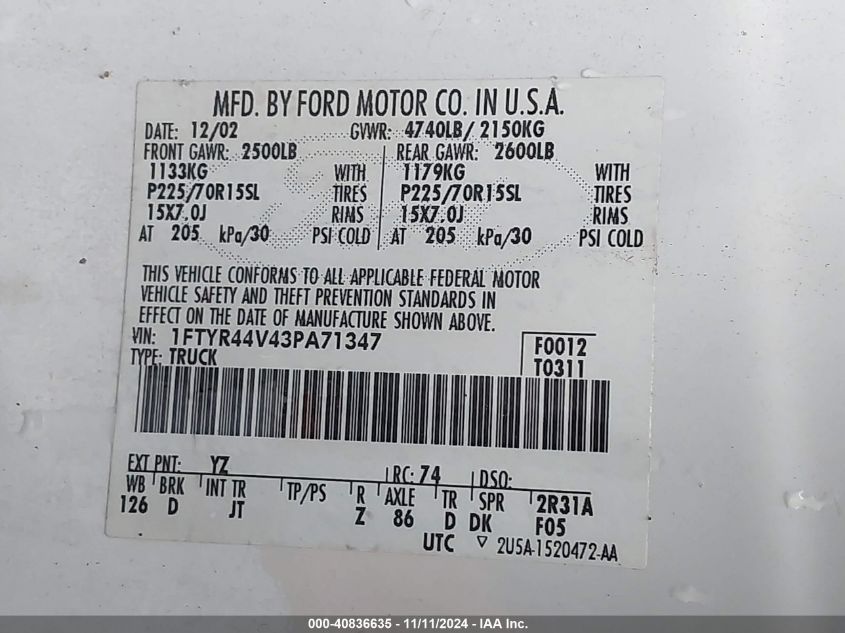 MFD. BY FORD MOTOR CO. IN U.S.A.
DATE: 12/02 GVWR: 4740LB/ 2150KG
FRONT GAWR: 2500LB REAR GAWR: 2600LB
1133KG WITH 1179KG WITH
P225/70R15SL TIRES P225/70R15SL TIRES
15X7.0J RIMS 15X7.0J RIMS
AT 205 kPa/30 PSI COLD AT 205 kPa/30 PSI COLD
THIS VEHICLE CONFORMS TO ALL APPLICABLE FEDERAL MOTOR
VEHICLE SAFETY AND THEFT PREVENTION STANDARDS IN
EFFECT ON THE DATE OF MANUFACTURE SHOWN ABOVE.
VIN: 1FTYR44V43PA71347 F0012
TYPE: TRUCK T0311
EXT PNT: YZ RC: 74 DSO:
WB BRK INT TR TP/PS R AXLE TR SPR 2R31A
126 D JT Z 86 D DK F05
UTC ▽ 2U5A-1520472-AA
000-40836635 - 11/11/2024 - IAA Inc.